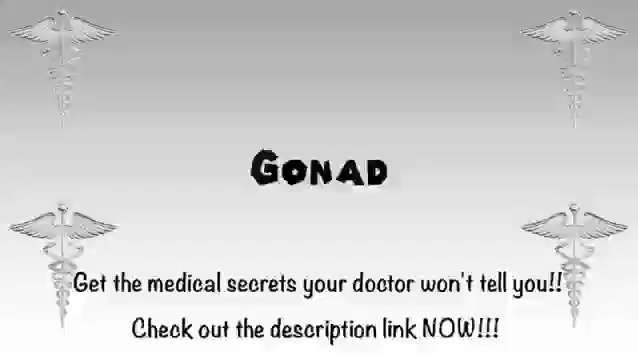 Gonad
Get the medical secrets your doctor won't tell you!!
Check out the description link NOW!!!